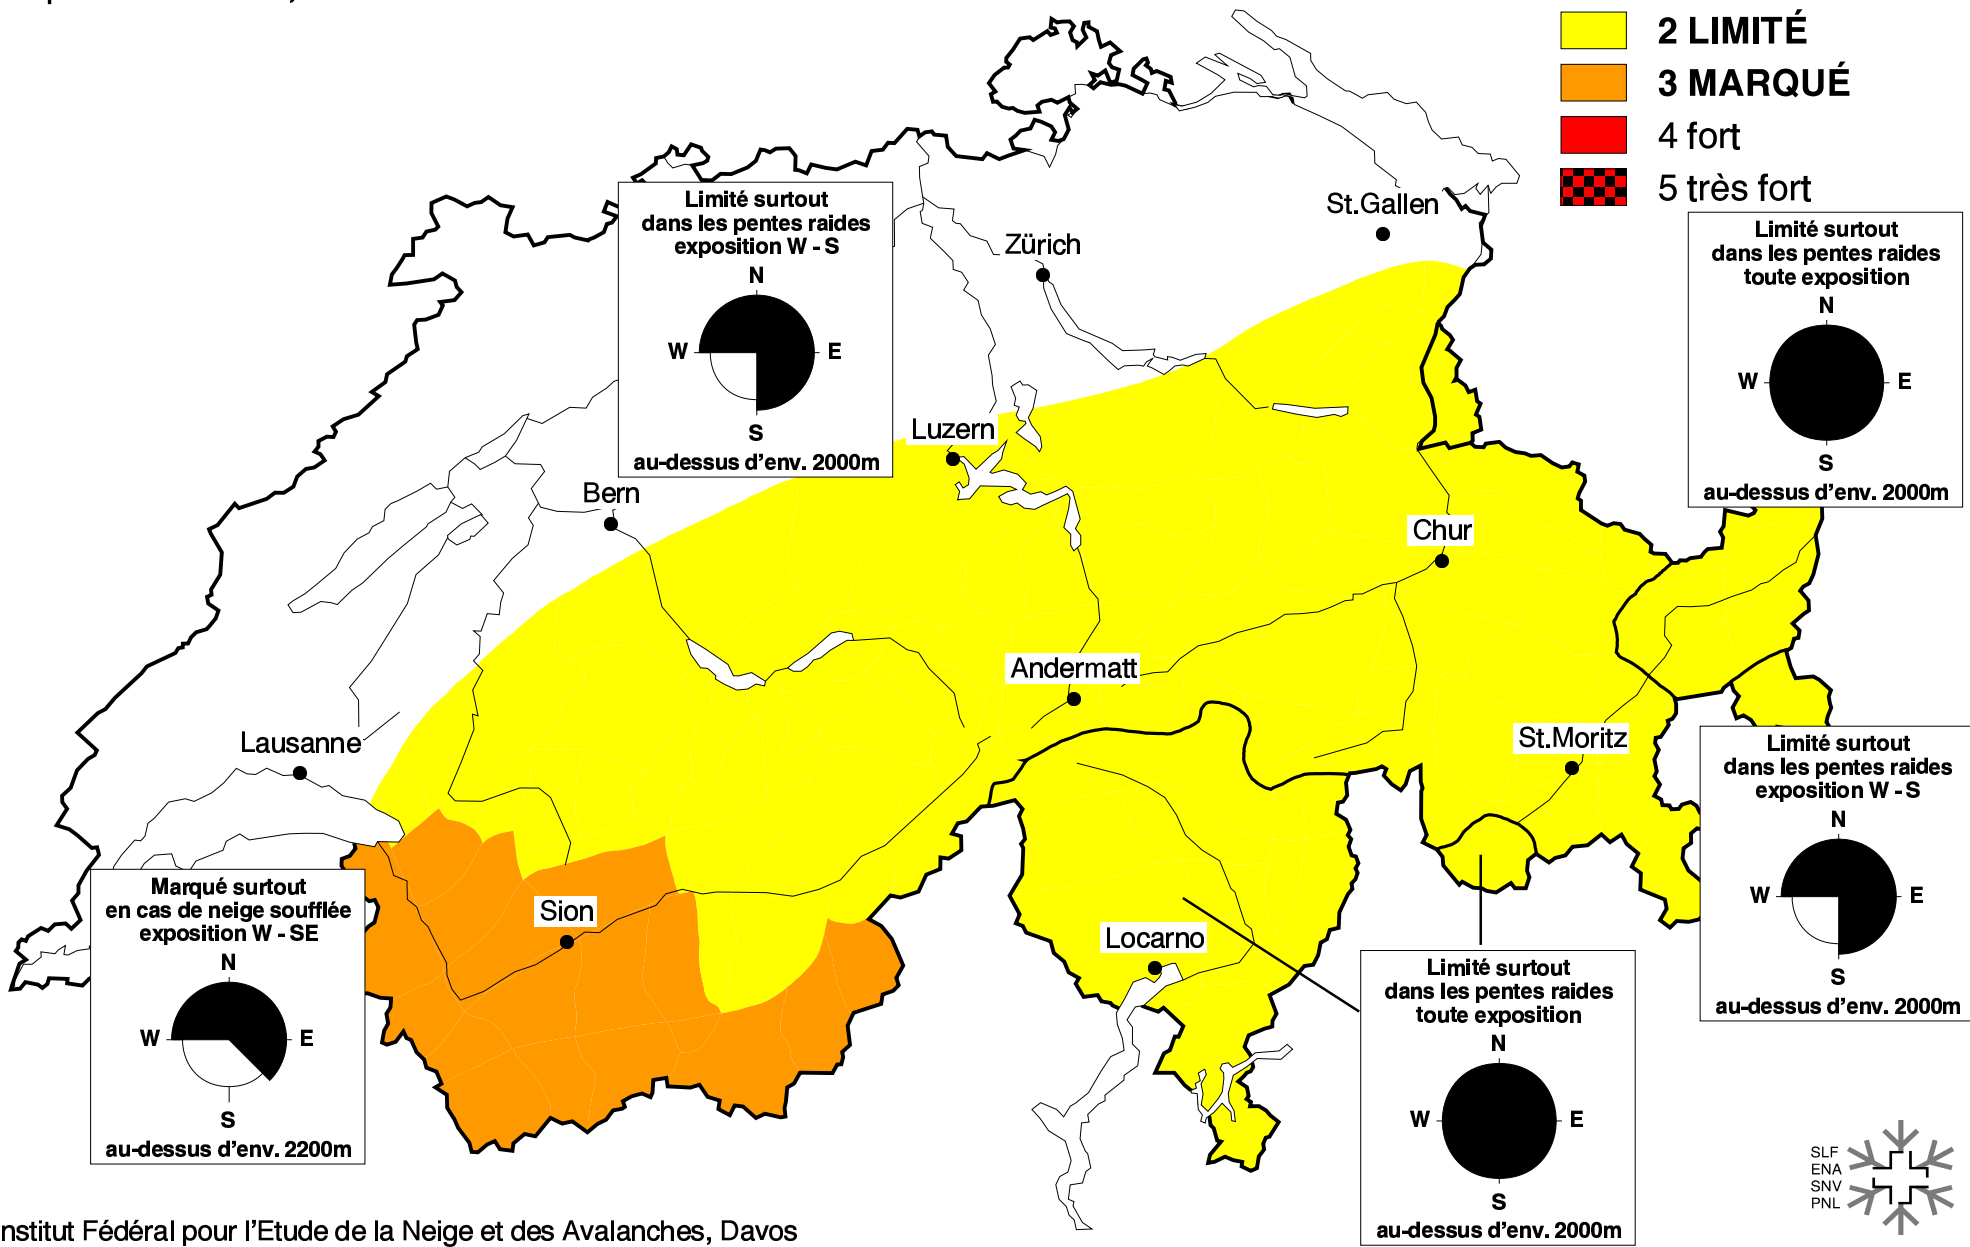 2 LIMITÉ
3 MARQUÉ
4 fort
5 très fort
Limité surtout
dans les pentes raides
exposition W - S
N
W
E
S
au-dessus d'env. 2000m
St.Gallen
Zürich
Limité surtout
dans les pentes raides
toute exposition
N
W
E
S
au-dessus d'env. 2000m
Luzern
Bern
Chur
Andermatt
Lausanne
St.Moritz
Limité surtout
dans les pentes raides
exposition W - S
N
W
E
S
au-dessus d'env. 2000m
Marqué surtout
en cas de neige soufflée
exposition W - SE
N
W
E
S
au-dessus d'env. 2200m
Sion
Locarno
Limité surtout
dans les pentes raides
toute exposition
N
W
E
S
au-dessus d'env. 2000m
SLF
ENA
SNV
PNL
nstitut Fédéral pour l'Etude de la Neige et des Avalanches, Davos